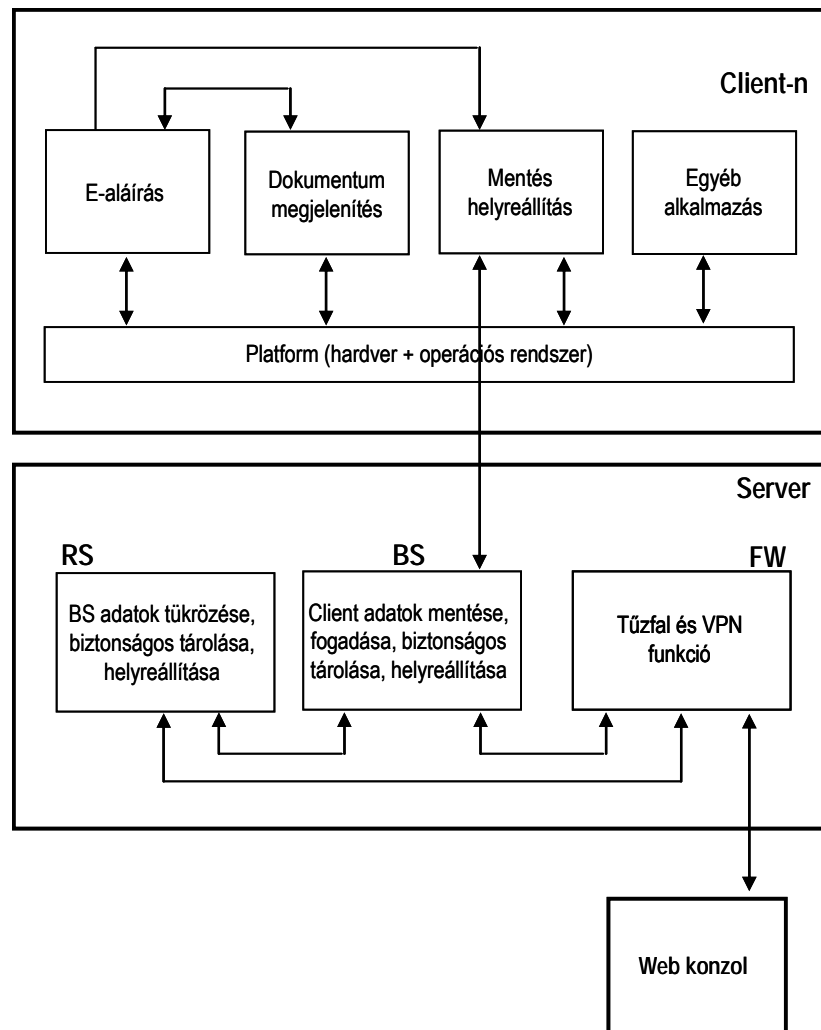 Client-n
E-aláírás
Dokumentum
megjelenítés
Mentés
helyreállítás
Egyéb
alkalmazás
Platform (hardver + operációs rendszer)
Server
RS
BS adatok tükrözése,
biztonságos tárolása,
helyreállítása
BS
Client adatok mentése,
fogadása, biztonságos
tárolása, helyreállítása
FW
Tűzfal és VPN
funkció
Web konzol